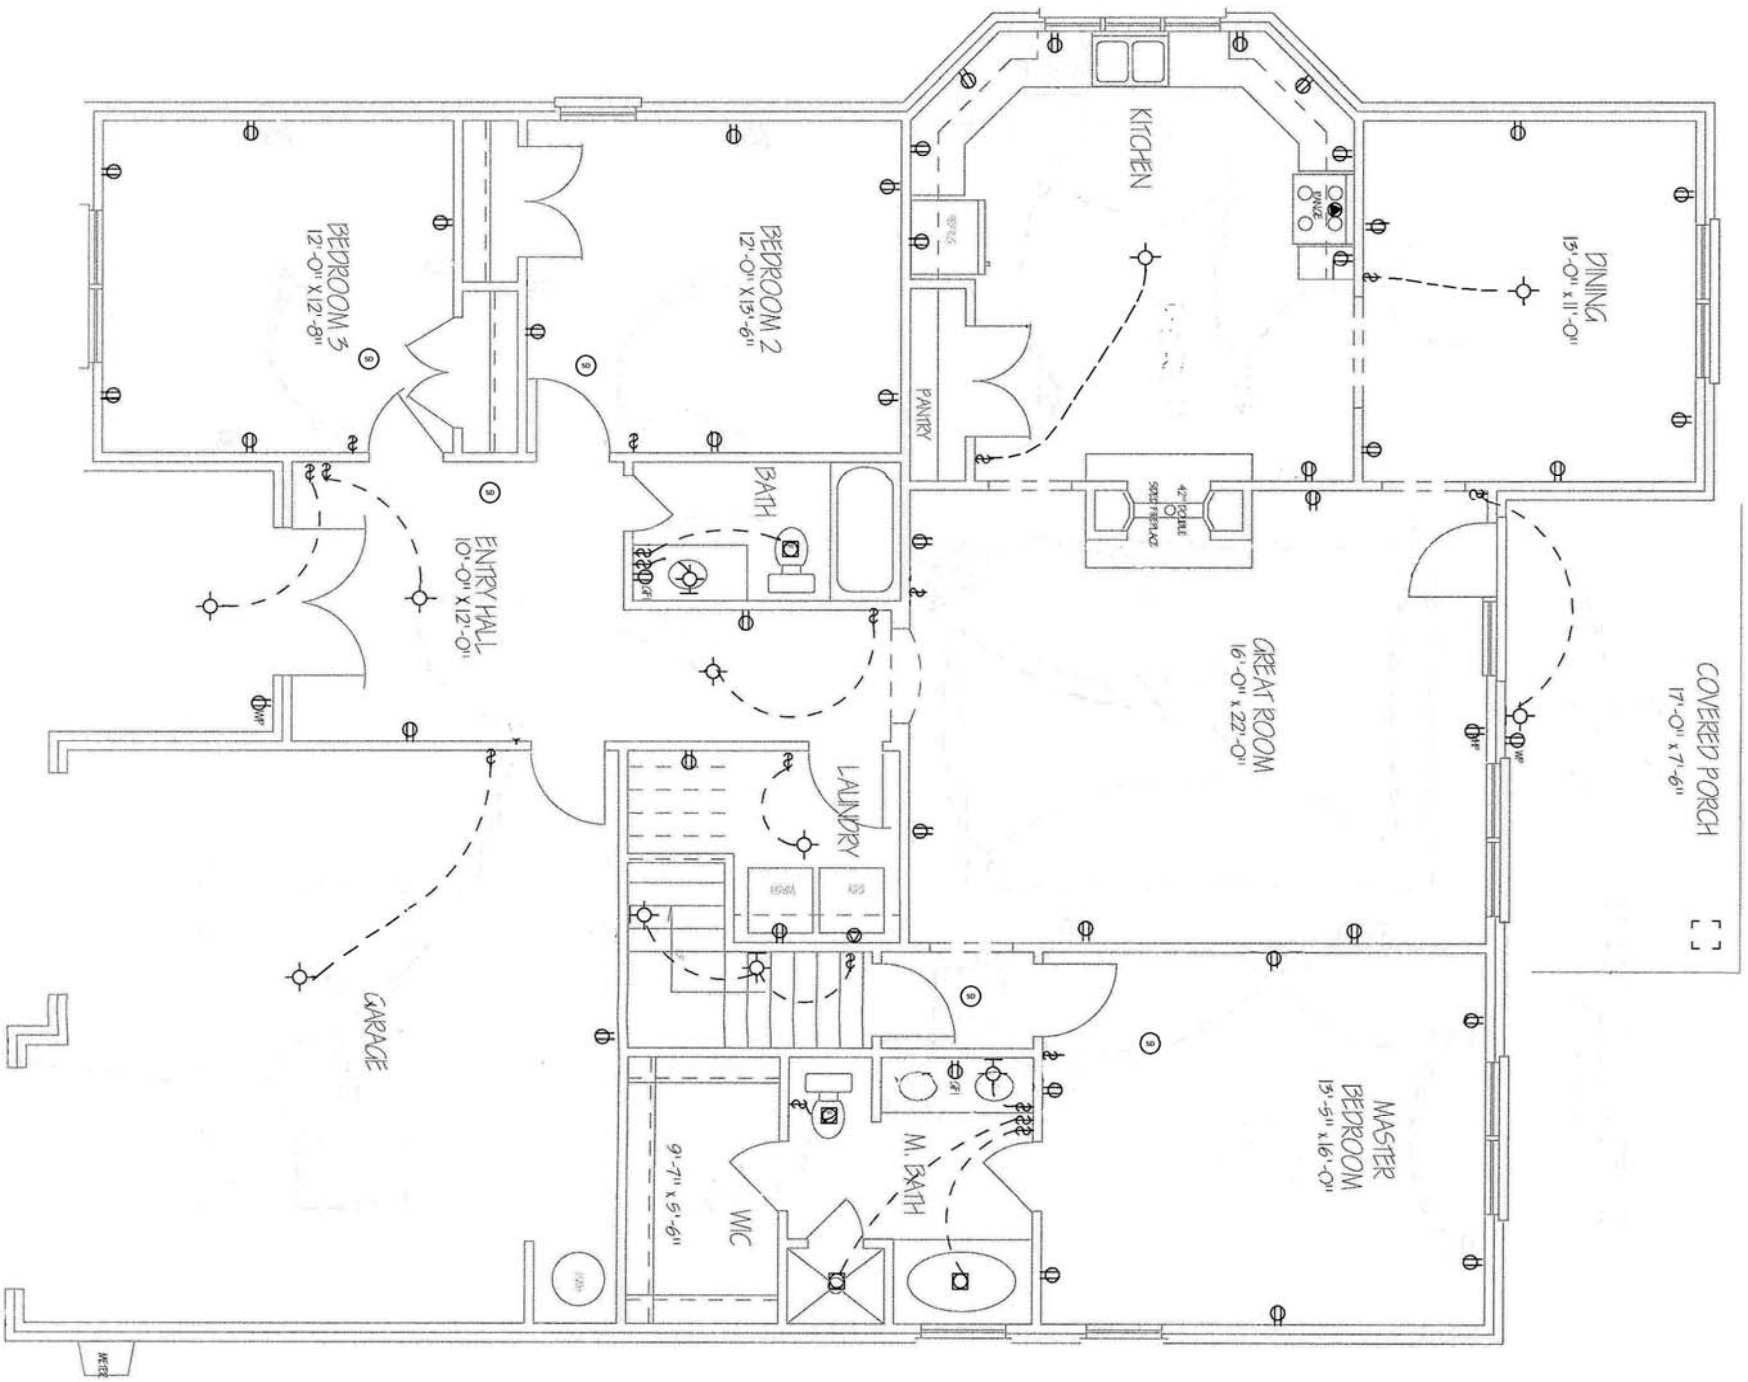 KITCHEN
RANGE
DINING
13'-0" x 11'-0"
BEDROOM 3
12'-0" X 12'-8"
BEDROOM 2
12'-0" X 13'-6"
SD
SD
PANTRY
BATH
GFI
42" DOUBLE
SIDED FIREPLACE
SD
ENTRY HALL
10'-0" X 12'-0"
WP
GREAT ROOM
16'-0" x 22'-0"
WP
WP
COVERED PORCH
17'-0" x 7'-6"
LAUNDRY
WASH
DRY
GARAGE
SD
SD
GFI
M. BATH
WIC
9'-7" x 5'-6"
MASTER
BEDROOM
13'-5" x 16'-0"
METER